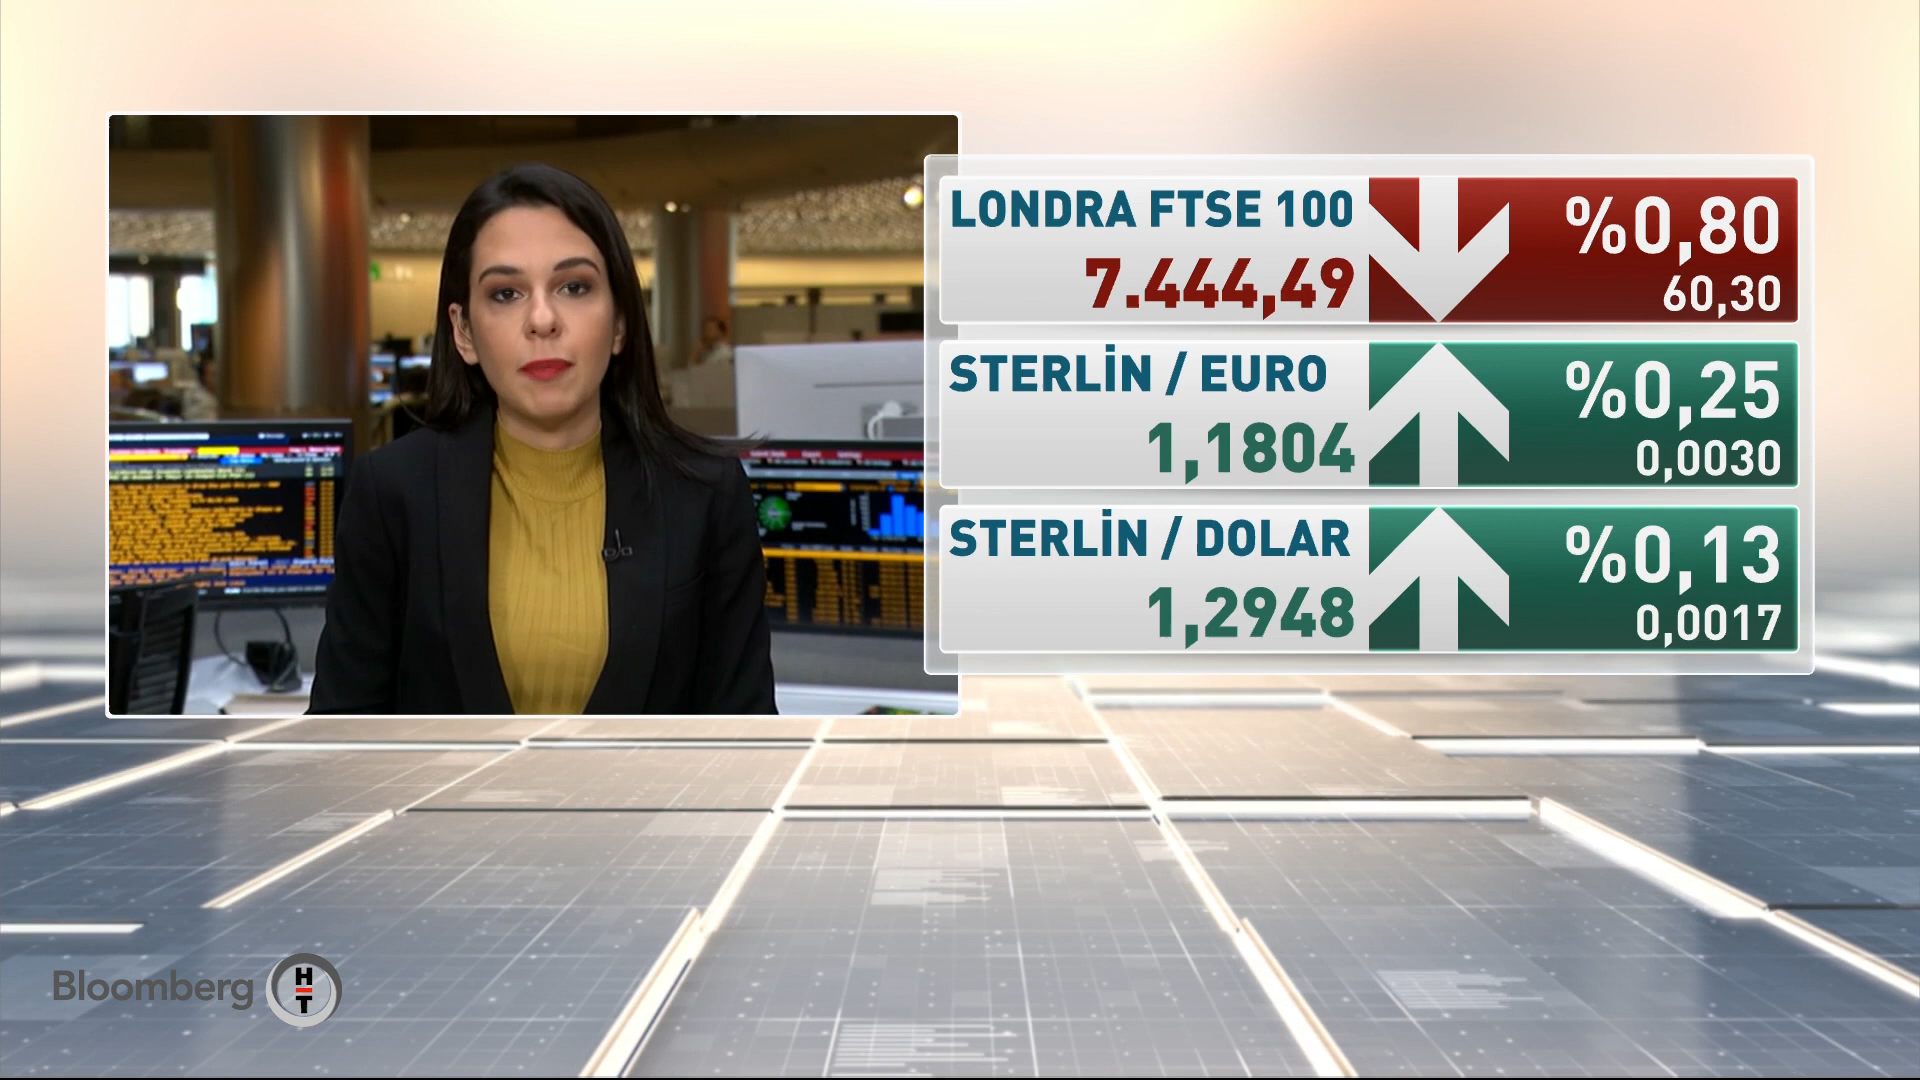 LONDRA FTSE 100
7.444,49
%0,80
60,30
STERLİN / EURO
1,1804
%0,25
0,0030
STERLİN / DOLAR
1,2948
%0,13
0,0017
Bloomberg HT